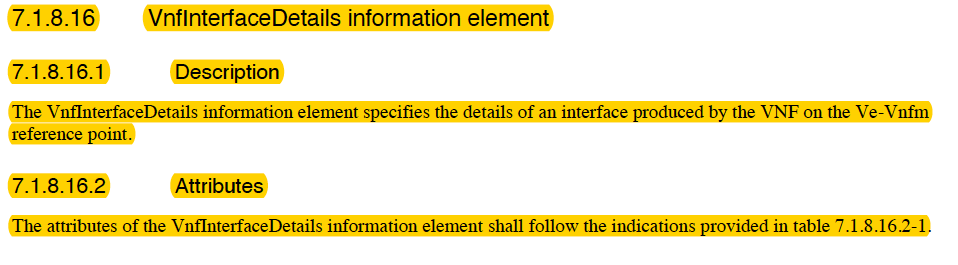 7.1.8.16 VnfInterfaceDetails information element
7.1.8.16.1 Description
The VnfInterfaceDetails information element specifies the details of an interface produced by the VNF on the Ve-Vnfm
reference point.
7.1.8.16.2 Attributes
The attributes of the VnfInterfaceDetails information element shall follow the indications provided in table 7.1.8.16.2-1.